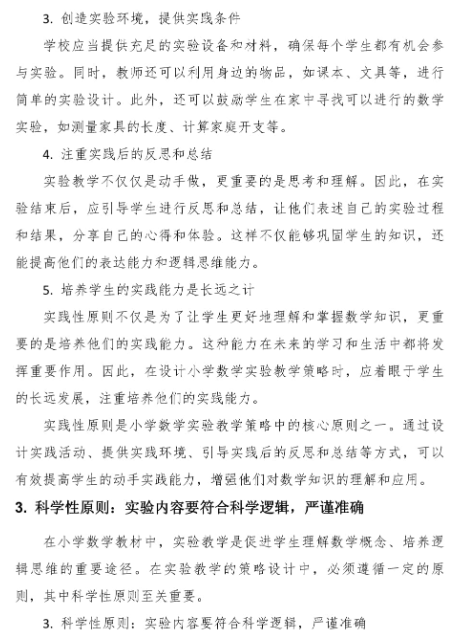 3. 创造实验环境，提供实践条件
学校应当提供充足的实验设备和材料，确保每个学生都有机会参
与实验。同时，教师还可以利用身边的物品，如课本、文具等，进行
简单的实验设计。此外，还可以鼓励学生在家中寻找可以进行的数学
实验，如测量家具的长度、计算家庭开支等。
4. 注重实践后的反思和总结
实验教学不仅仅是动手做，更重要的是思考和理解。因此，在实
验结束后，应引导学生进行反思和总结，让他们表述自己的实验过程
和结果，分享自己的心得和体验。这样不仅能够巩固学生的知识，还
能提高他们的表达能力和逻辑思维能力。
5. 培养学生的实践能力是长远之计
实践性原则不仅是为了让学生更好地理解和掌握数学知识，更重
要的是培养他们的实践能力。这种能力在未来的学习和生活中都将发
挥重要作用。因此，在设计小学数学实验教学策略时，应着眼于学生
的长远发展，注重培养他们的实践能力。
实践性原则是小学数学实验教学策略中的核心原则之一。通过设
计实践活动、提供实践环境、引导实践后的反思和总结等方式，可以
有效提高学生的动手实践能力，增强他们对数学知识的理解和应用。
3. 科学性原则：实验内容要符合科学逻辑，严谨准确
在小学数学教材中，实验教学是促进学生理解数学概念、培养逻
辑思维的重要途径。在实验教学的策略设计中，必须遵循一定的原
则，其中科学性原则至关重要。
3. 科学性原则：实验内容要符合科学逻辑，严谨准确